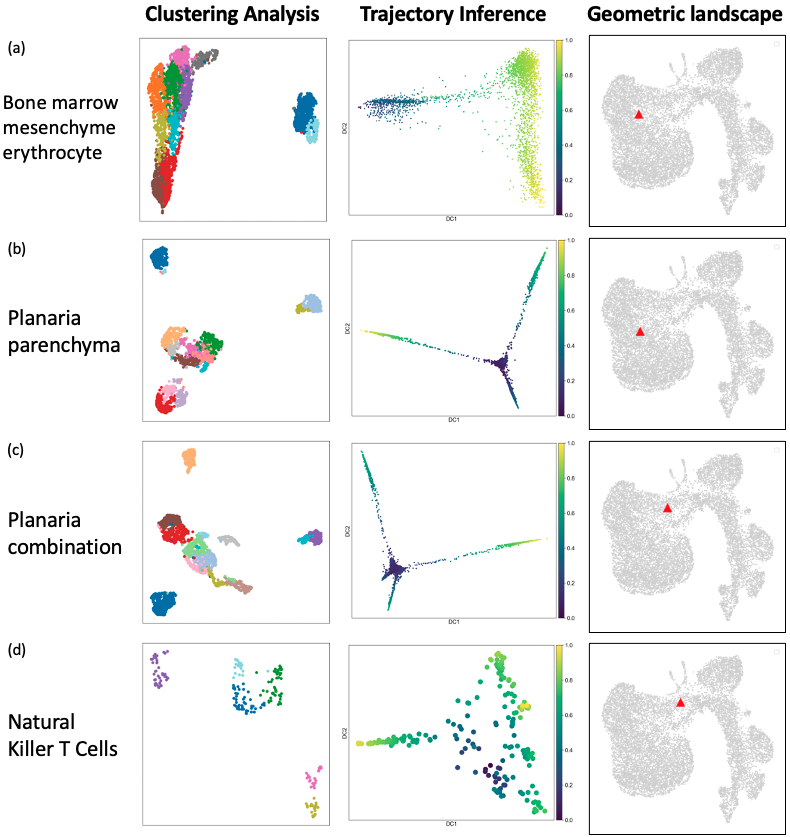 Clustering Analysis
Trajectory Inference
Geometric landscape
(a)
Bone marrow
mesenchyme
erythrocyte
DC2
DC1
1.0
0.8
0.6
0.4
0.2
0.0
(b)
Planaria
parenchyma
DC2
DC1
1.0
0.8
0.6
0.4
0.2
0.0
(c)
Planaria
combination
DC2
DC1
1.0
0.8
0.6
0.4
0.2
0.0
(d)
Natural
Killer T Cells
DC2
DC1
1.0
0.8
0.6
0.4
0.2
0.0